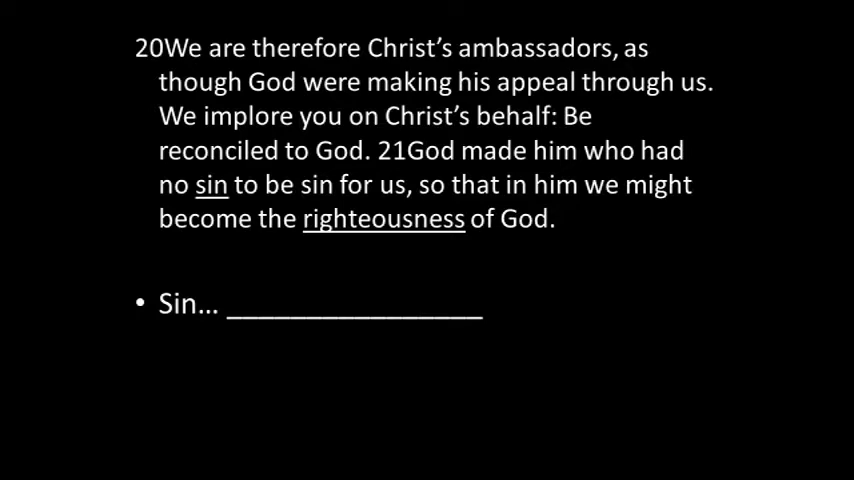 20We are therefore Christ’s ambassadors, as
though God were making his appeal through us.
We implore you on Christ’s behalf: Be
reconciled to God. 21God made him who had
no sin to be sin for us, so that in him we might
become the righteousness of God.
• Sin… _________________